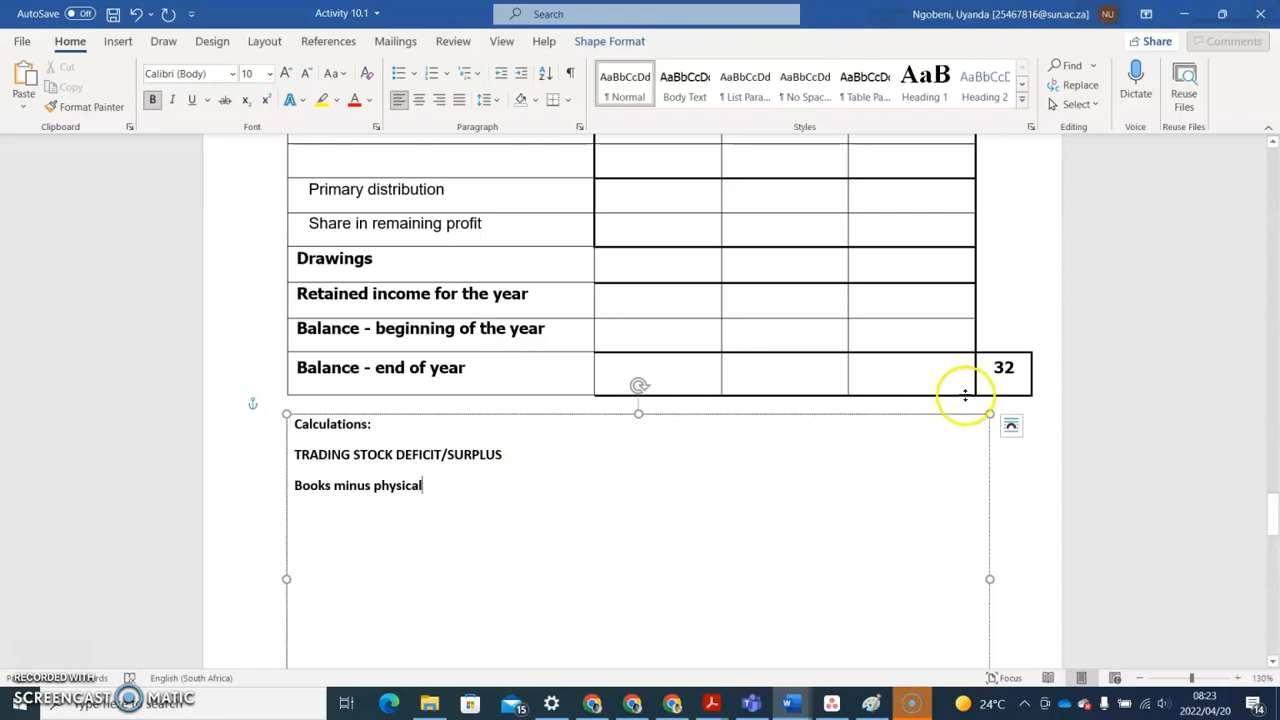 AutoSave Off
Activity 10.1
Search
Ngobeni, Uyanda [25467816@sun.ac.za]
NU
File
Home
Insert
Draw
Design
Layout
References
Mailings
Review
View
Help
Shape Format
Share
Comments
Paste
Cut
Copy
Format Painter
Clipboard
Calibri (Body)
10
Font
Paragraph
AaBbCcDd
¶ Normal
AaBbCcDc
Body Text
AaBbCcDd
¶ List Para...
AaBbCcDd
¶ No Spac...
AaBbCcDd
¶ Table Pa...
AaB
Heading 1
AaBbCcD
Heading 2
Styles
Find
Replace
Select
Editing
Dictate
Voice
Reuse
Files
Reuse Files
Primary distribution
Share in remaining profit
Drawings
Retained income for the year
Balance - beginning of the year
Balance - end of year
32
Calculations:
TRADING STOCK DEFICIT/SURPLUS
Books minus physical
RECORDED WITH
SCREENCAST MATIC
English (South Africa)
Focus
130%
15
24°C
08:23
2022/04/20
14